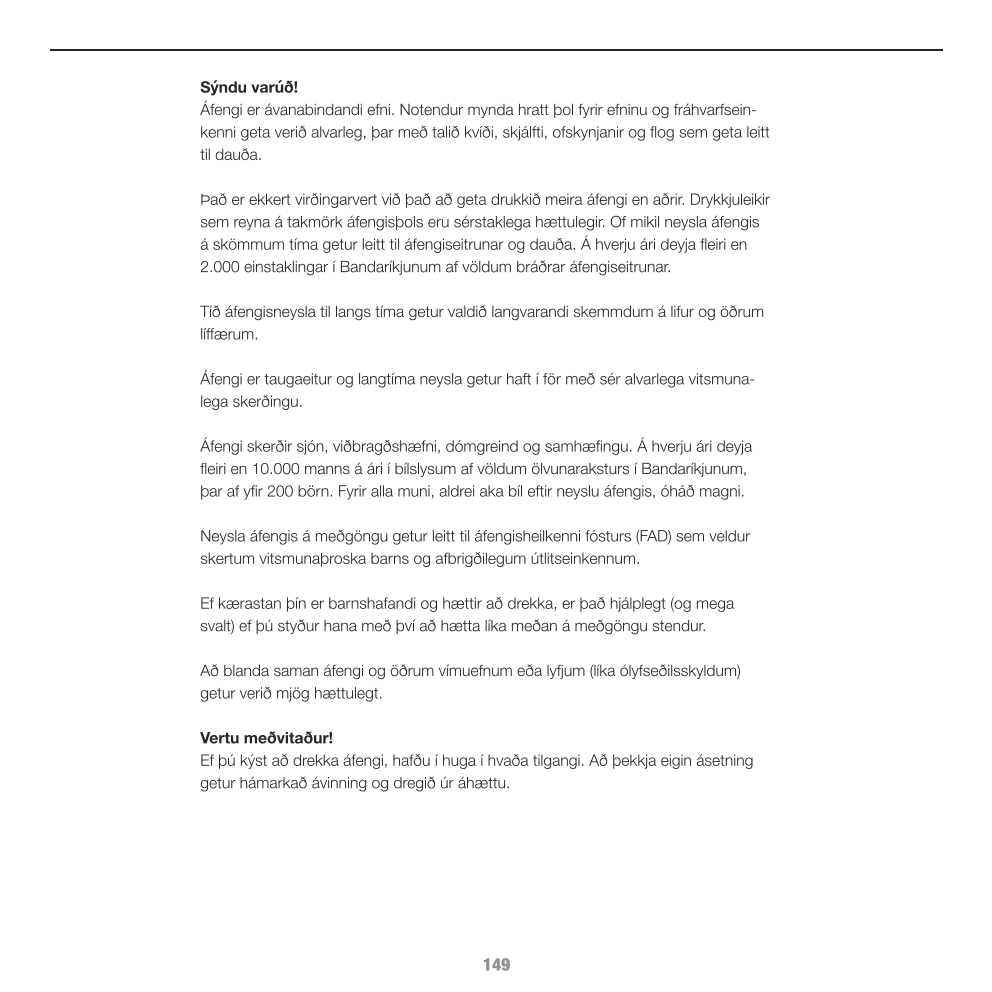 Sýndu varúð!
Áfengi er ávanabindandi efni. Notendur mynda hratt þol fyrir efninu og fráhvarfsein-
kenni geta verið alvarleg, þar með talið kvíði, skjálfti, ofskynjanir og flog sem geta leitt
til dauða.
Það er ekkert virðingarvert við það að geta drukkið meira áfengi en aðrir. Drykkjuleikir
sem reyna á takmörk áfengisþols eru sérstaklega hættulegir. Of mikil neysla áfengis
á skömmum tíma getur leitt til áfengiseitrunar og dauða. Á hverju ári deyja fleiri en
2.000 einstaklingar í Bandaríkjunum af völdum bráðrar áfengiseitrunar.
Tíð áfengisneysla til langs tíma getur valdið langvarandi skemmdum á lifur og öðrum
líffærum.
Áfengi er taugaeitur og langtíma neysla getur haft í för með sér alvarlega vitsmuna-
lega skerðingu.
Áfengi skerðir sjón, viðbragðshæfni, dómgreind og samhæfingu. Á hverju ári deyja
fleiri en 10.000 manns á ári í bílslysum af völdum ölvunaraksturs í Bandaríkjunum,
þar af yfir 200 börn. Fyrir alla muni, aldrei aka bíl eftir neyslu áfengis, óháð magni.
Neysla áfengis á meðgöngu getur leitt til áfengisheilkenni fósturs (FAD) sem veldur
skertum vitsmunaþroska barns og afbrigðilegum útlitseinkennum.
Ef kærastan þín er barnshafandi og hættir að drekka, er það hjálplegt (og mega
svalt) ef þú styður hana með því að hætta líka meðan á meðgöngu stendur.
Að blanda saman áfengi og öðrum vímuefnum eða lyfjum (líka ólyfseðilsskyldum)
getur verið mjög hættulegt.
Vertu meðvitaður!
Ef þú kýst að drekka áfengi, hafðu í huga í hvaða tilgangi. Að þekkja eigin ásetning
getur hámarkað ávinning og dregið úr áhættu.
149